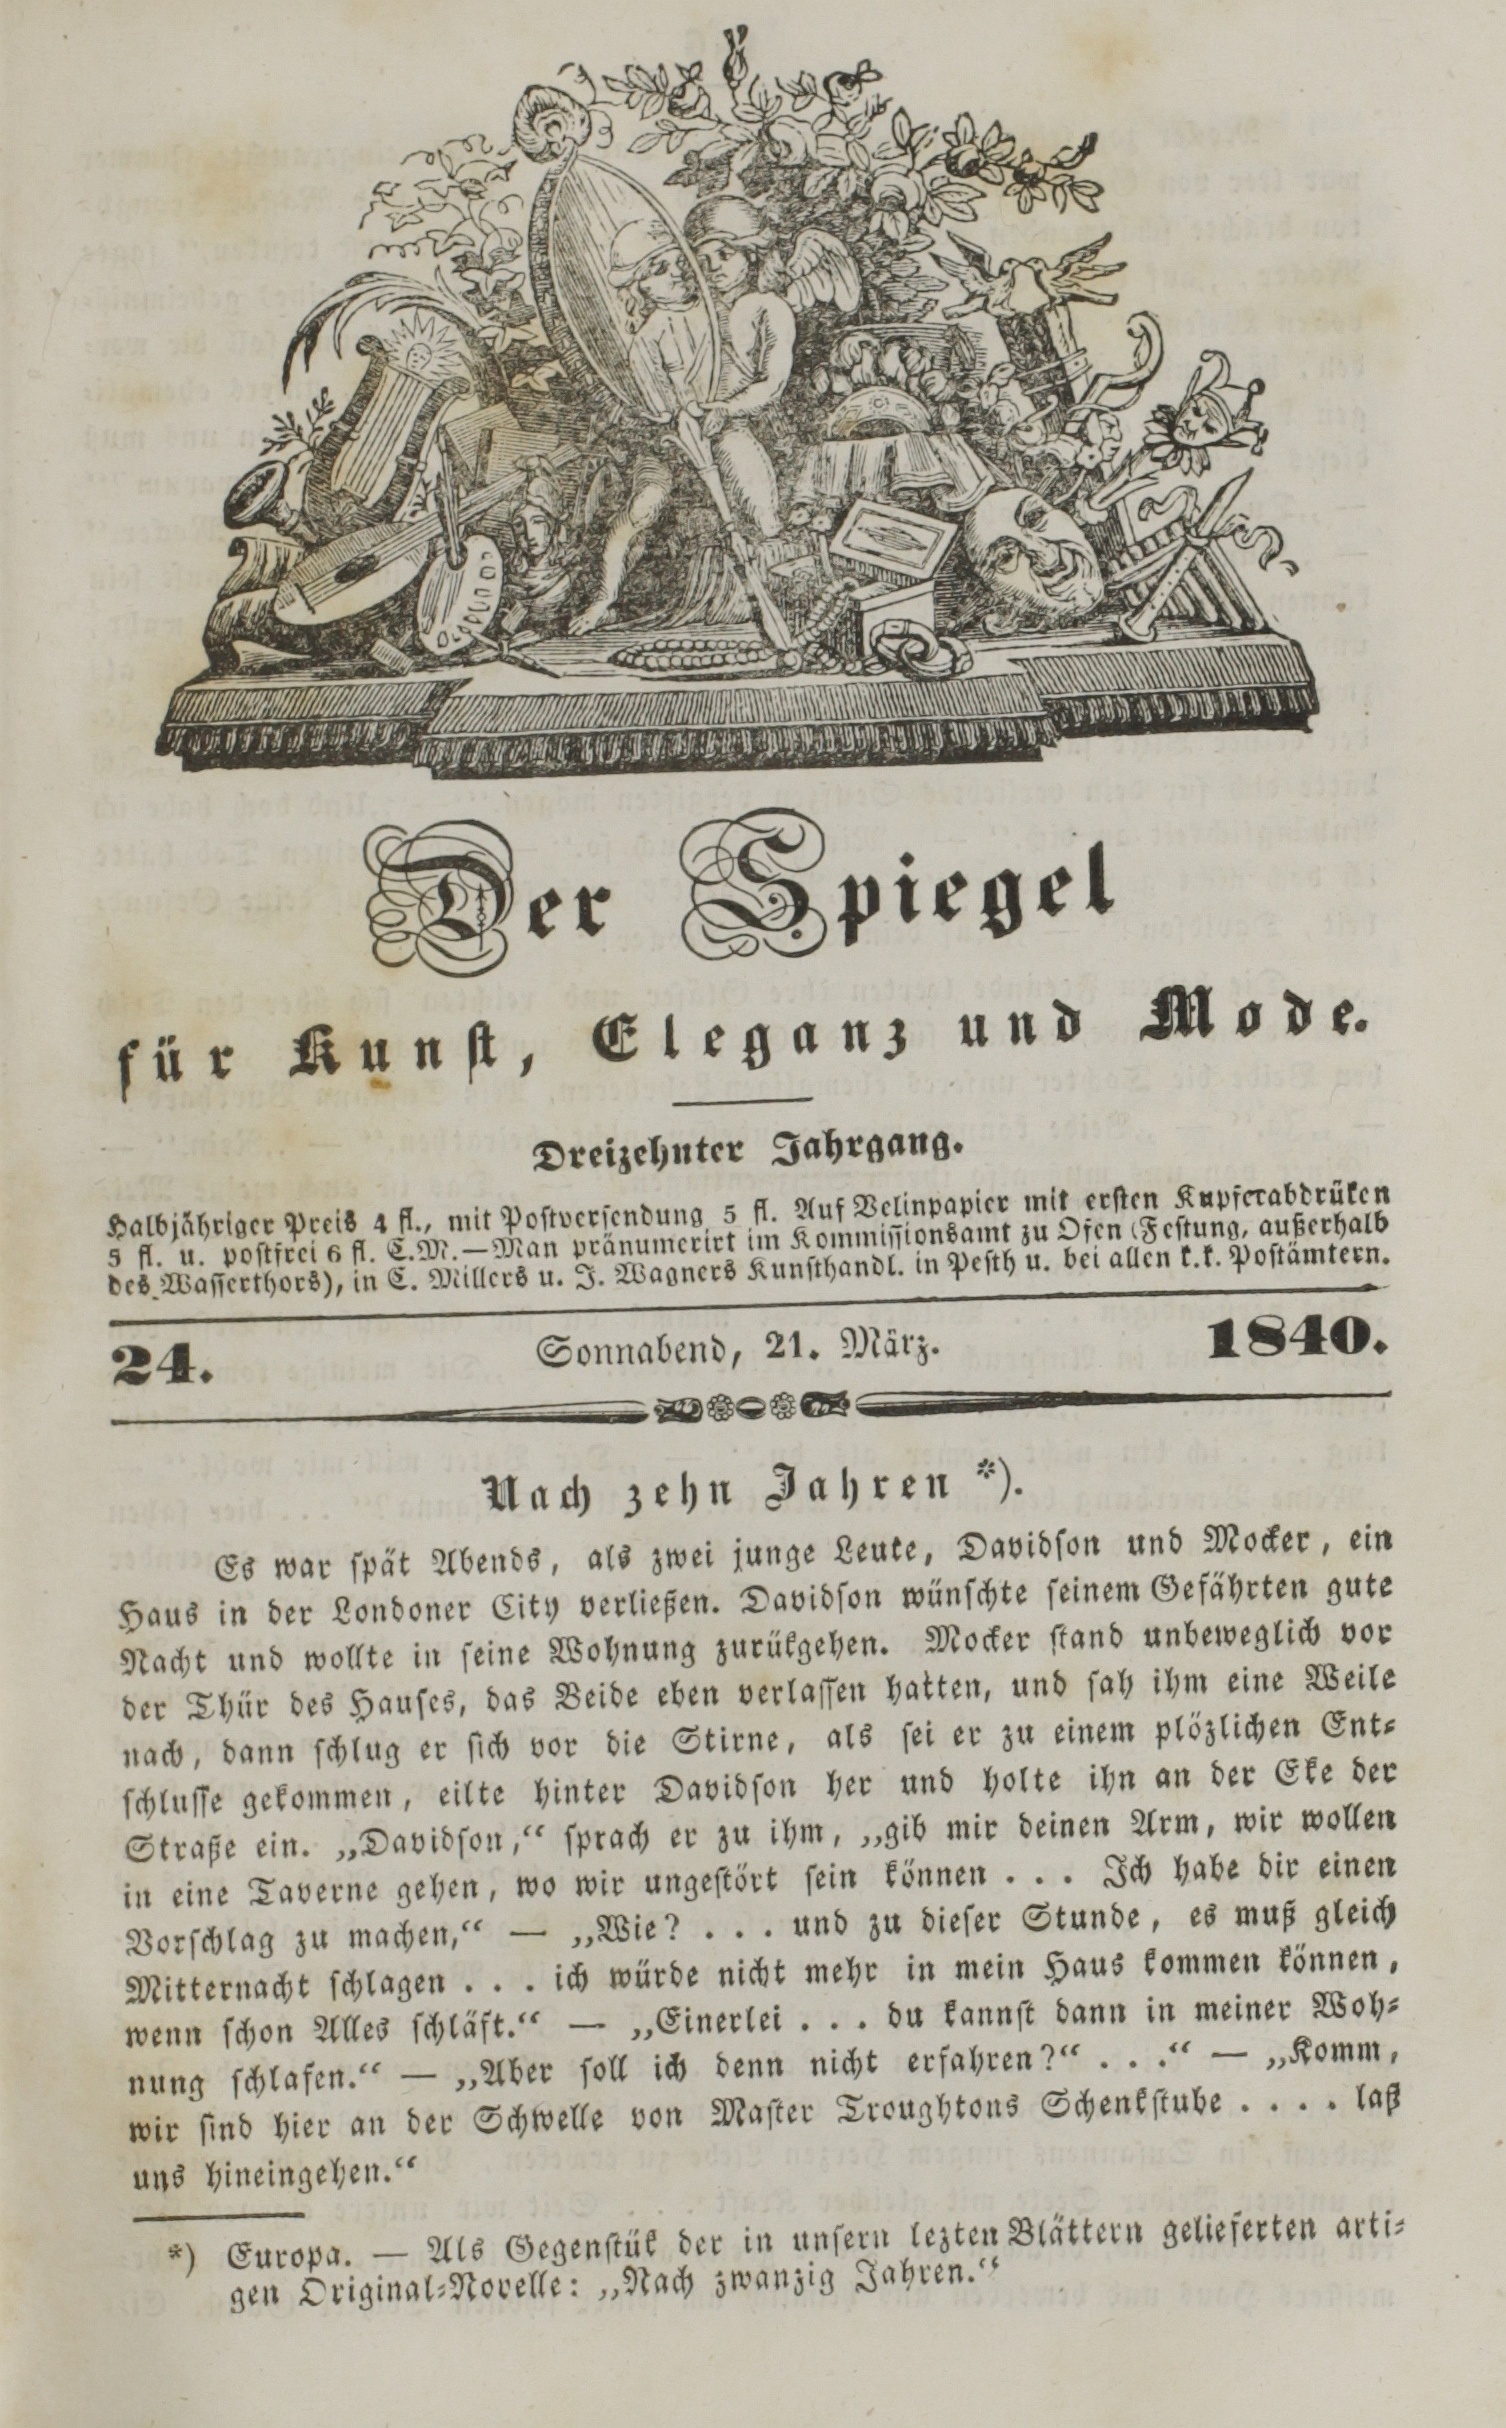 Der Spiegel
für Kunst, Eleganz und Mode.
Dreizehnter Jahrgang.
Halbjähriger Preis 4 fl., mit Postversendung 5 fl. Auf Velinpapier mit ersten Kupferabdrüken
5 fl. u. postfrei 6 fl. C.M.—Man pränumerirt im Kommissionsamt zu Ofen (Festung, außerhalb
des Wasserthors), in C. Millers u. J. Wagners Kunsthandl. in Pesth u. bei allen k.k. Postämtern.
24. Sonnabend, 21. März. 1840.
Nach zehn Jahren *).
Es war spät Abends, als zwei junge Leute, Davidson und Mocker, ein
Haus in der Londoner City verließen. Davidson wünschte seinem Gefährten gute
Nacht und wollte in seine Wohnung zurükgehen. Mocker stand unbeweglich vor
der Thür des Hauses, das Beide eben verlassen hatten, und sah ihm eine Weile
nach, dann schlug er sich vor die Stirne, als sei er zu einem plözlichen Ent-
schlusse gekommen, eilte hinter Davidson her und holte ihn an der Eke der
Straße ein. „Davidson,“ sprach er zu ihm, „gib mir deinen Arm, wir wollen
in eine Taverne gehen, wo wir ungestört sein können . . . Ich habe dir einen
Vorschlag zu machen,“ — „Wie? . . . und zu dieser Stunde, es muß gleich
Mitternacht schlagen . . . ich würde nicht mehr in mein Haus kommen können,
wenn schon Alles schläft.“ — „Einerlei . . . du kannst dann in meiner Woh-
nung schlafen.“ — „Aber soll ich denn nicht erfahren?“ . . .“ — „Komm,
wir sind hier an der Schwelle von Master Troughtons Schenkstube . . . . laß
uns hineingehen.“
*) Europa. — Als Gegenstük der in unsern lezten Blättern gelieferten arti-
gen Original-Novelle: „Nach zwanzig Jahren.“